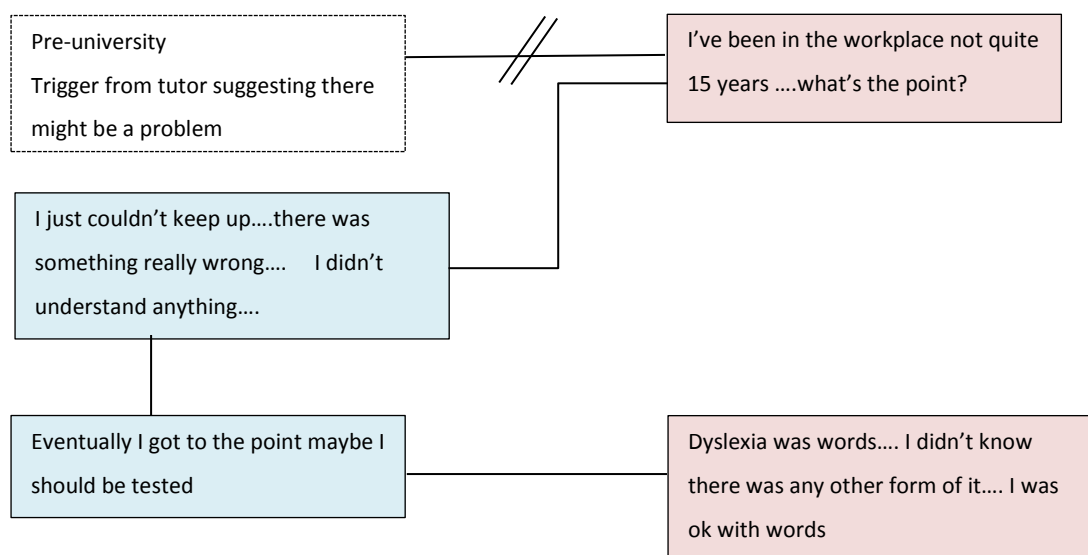 Pre-university
Trigger from tutor suggesting there
might be a problem
I’ve been in the workplace not quite
15 years ….what’s the point?
I just couldn’t keep up….there was
something really wrong…. I didn’t
understand anything….
Eventually I got to the point maybe I
should be tested
Dyslexia was words…. I didn’t know
there was any other form of it…. I was
ok with words